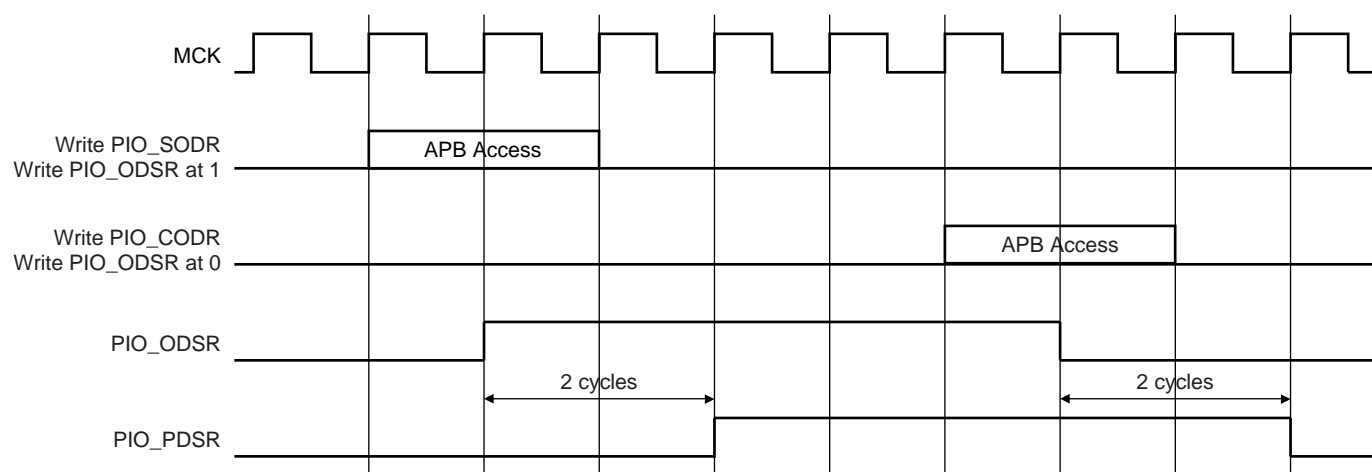 MCK
Write PIO_SODR
Write PIO_ODSR at 1
APB Access
Write PIO_CODR
Write PIO_ODSR at 0
APB Access
PIO_ODSR
2 cycles
2 cycles
PIO_PDSR